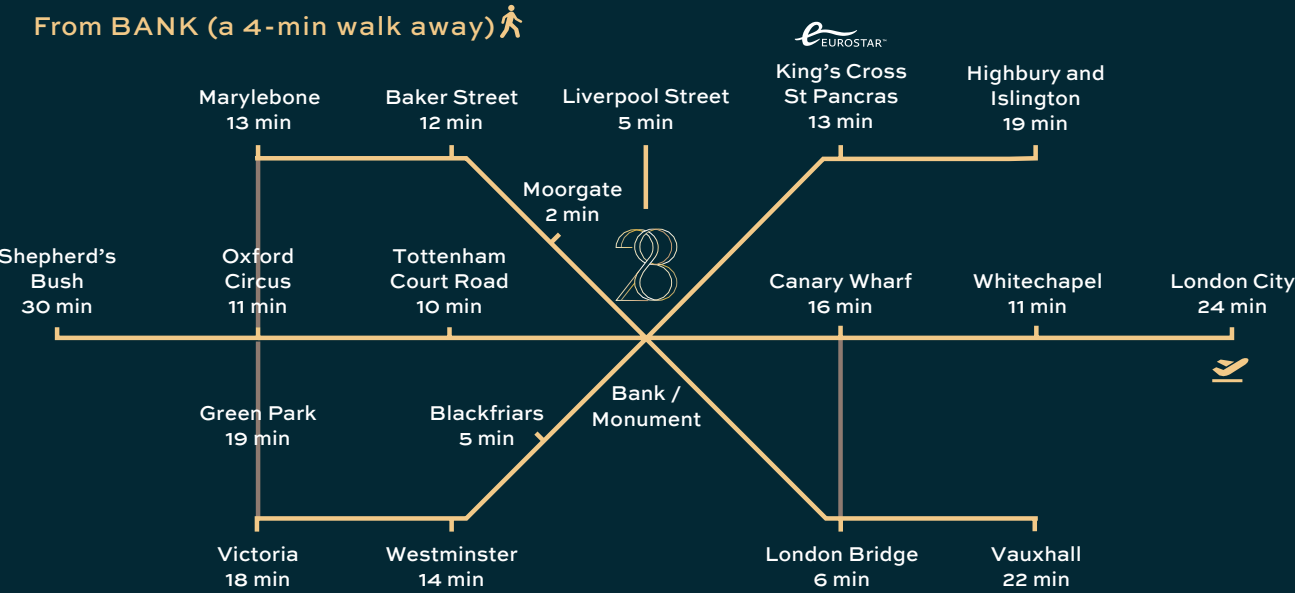 From BANK (a 4-min walk away)
EUROSTAR™
King's Cross
St Pancras
13 min
Highbury and
Islington
19 min
Marylebone
13 min
Baker Street
12 min
Liverpool Street
5 min
Moorgate
2 min
28
Shepherd's
Bush
30 min
Oxford
Circus
11 min
Tottenham
Court Road
10 min
Canary Wharf
16 min
Whitechapel
11 min
London City
24 min
Bank /
Monument
Green Park
19 min
Blackfriars
5 min
Victoria
18 min
Westminster
14 min
London Bridge
6 min
Vauxhall
22 min